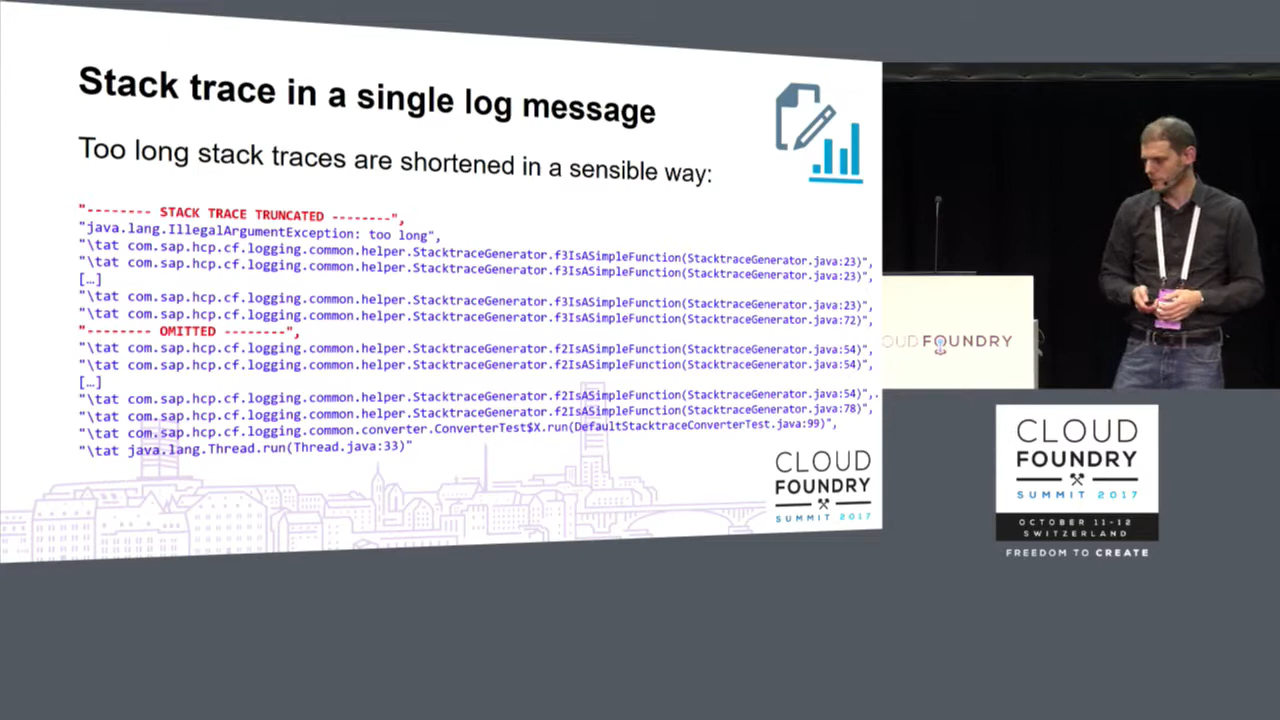 Stack trace in a single log message
Too long stack traces are shortened in a sensible way:
"-------- STACK TRACE TRUNCATED --------",
"java.lang.IllegalArgumentException: too long",
"\tat com.sap.hcp.cf.logging.common.helper.StacktraceGenerator.f3IsASimpleFunction(StacktraceGenerator.java:23)",
"\tat com.sap.hcp.cf.logging.common.helper.StacktraceGenerator.f3IsASimpleFunction(StacktraceGenerator.java:23)",
[…]
"\tat com.sap.hcp.cf.logging.common.helper.StacktraceGenerator.f3IsASimpleFunction(StacktraceGenerator.java:23)",
"\tat com.sap.hcp.cf.logging.common.helper.StacktraceGenerator.f3IsASimpleFunction(StacktraceGenerator.java:72)",
"-------- OMITTED --------",
"\tat com.sap.hcp.cf.logging.common.helper.StacktraceGenerator.f2IsASimpleFunction(StacktraceGenerator.java:54)",
"\tat com.sap.hcp.cf.logging.common.helper.StacktraceGenerator.f2IsASimpleFunction(StacktraceGenerator.java:54)",
[…]
"\tat com.sap.hcp.cf.logging.common.helper.StacktraceGenerator.f2IsASimpleFunction(StacktraceGenerator.java:54)",.
"\tat com.sap.hcp.cf.logging.common.helper.StacktraceGenerator.f2IsASimpleFunction(StacktraceGenerator.java:78)",
"\tat com.sap.hcp.cf.logging.common.converter.ConverterTest$X.run(DefaultStacktraceConverterTest.java:99)",
"\tat java.lang.Thread.run(Thread.java:33)"
CLOUD
FOUNDRY
SUMMIT 2017
OUD FOUNDRY
CLOUD
FOUNDRY
SUMMIT 2017
OCTOBER 11-12
SWITZERLAND
FREEDOM TO CREATE